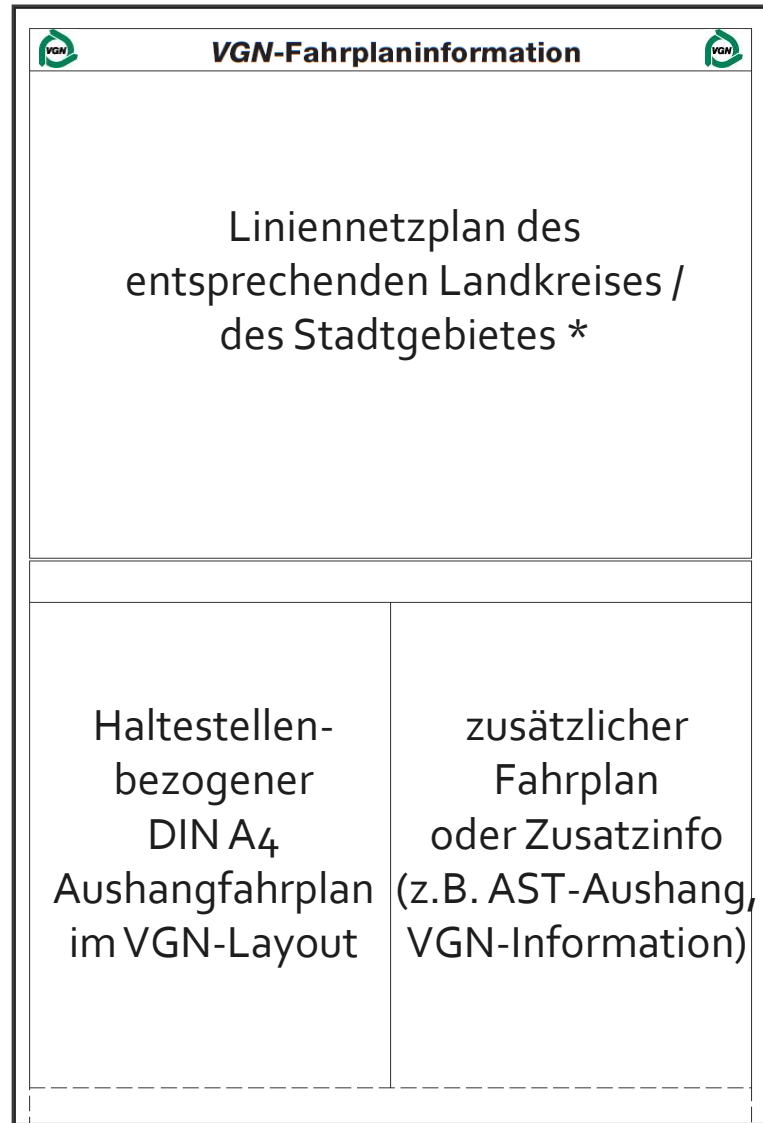 VGN
VGN-Fahrplaninformation
VGN
Liniennetzplan des
entsprechenden Landkreises /
des Stadtgebietes *
Haltestellen-
bezogener
DIN A4
Aushangfahrplan
im VGN-Layout
zusätzlicher
Fahrplan
oder Zusatzinfo
(z.B. AST-Aushang,
VGN-Information)